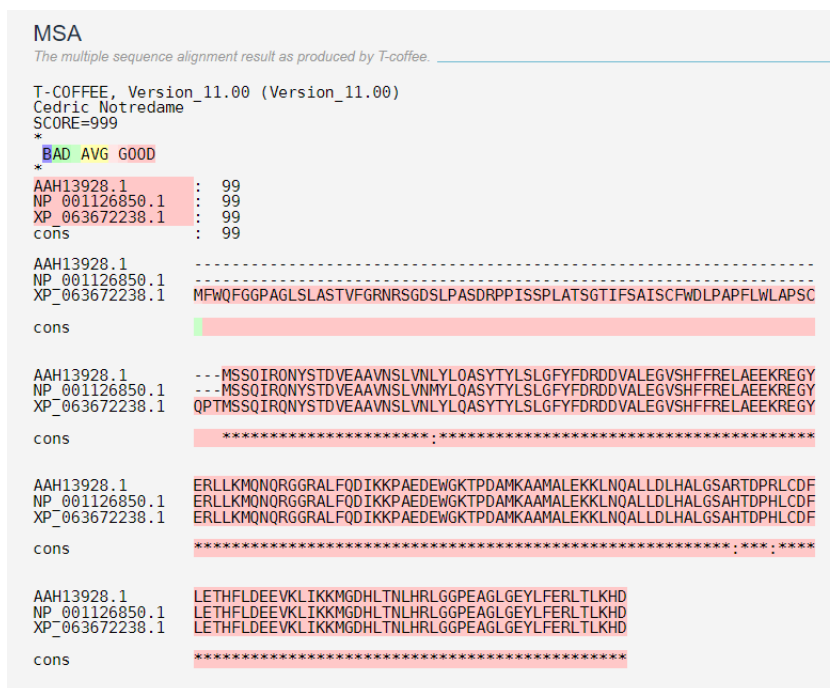 MSA
The multiple sequence alignment result as produced by T-coffee.
T-COFFEE, Version_11.00 (Version_11.00)
Cedric Notredame
SCORE=999
*
BAD AVG GOOD
*
AAH13928.1 : 99
NP_001126850.1 : 99
XP_063672238.1 : 99
cons : 99
AAH13928.1 ------------------------------------------------------------------
NP_001126850.1 ------------------------------------------------------------------
XP_063672238.1 MFWQFGGPAGLSLASTVFGRNRSGDSLPASDRPPISSPLATSGTIFSAISCFWDLPAPFLWLAPSC
cons
AAH13928.1 ---MSSQIRQNYSTDVEAAVNSLVNLYLQASYTYLSLGFYFDRDDVALEGVSHFFRELAEEKREGY
NP_001126850.1 ---MSSQIRQNYSTDVEAAVNSLVNMYLQASYTYLSLGFYFDRDDVALEGVSHFFRELAEEKREGY
XP_063672238.1 QPTMSSQIRQNYSTDVEAAVNSLVNLYLQASYTYLSLGFYFDRDDVALEGVSHFFRELAEEKREGY
cons **********************:****************************************
AAH13928.1 ERLLKMQNQRGGRALFQDIKKPAEDEWGKTPDAMKAAMALEKKLNQALLDLHALGSARTDPRLCDF
NP_001126850.1 ERLLKMQNQRGGRALFQDIKKPAEDEWGKTPDAMKAAMALEKKLNQALLDLHALGSAHTDPHLCDF
XP_063672238.1 ERLLKMQNQRGGRALFQDIKKPAEDEWGKTPDAMKAAMALEKKLNQALLDLHALGSAHTDPHLCDF
cons *********************************************************:***:****
AAH13928.1 LETHFLDEEVKLIKKMGDHLTNLHRLGGPEAGLGEYLFERLTLKHD
NP_001126850.1 LETHFLDEEVKLIKKMGDHLTNLHRLGGPEAGLGEYLFERLTLKHD
XP_063672238.1 LETHFLDEEVKLIKKMGDHLTNLHRLGGPEAGLGEYLFERLTLKHD
cons **********************************************